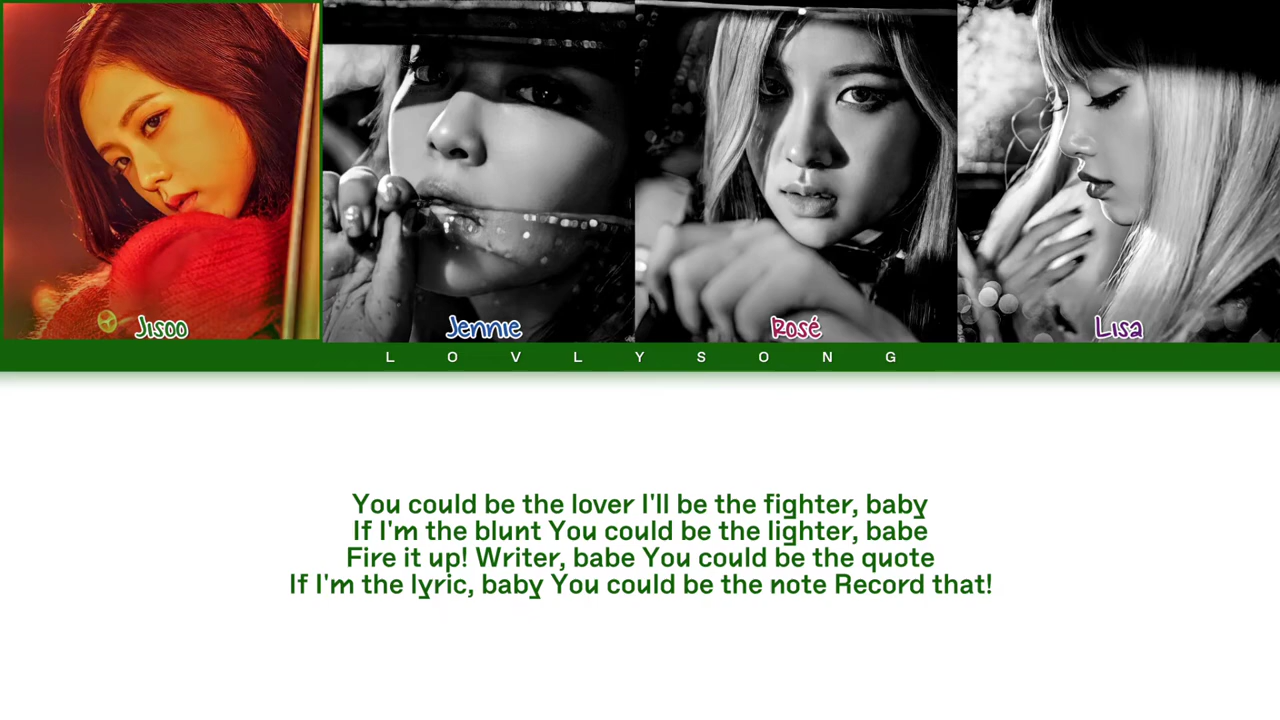 Jisoo
Jennie
Rosé
Lisa
LOVLYSONG
You could be the lover I'll be the fighter, baby
If I'm the blunt You could be the lighter, babe
Fire it up! Writer, babe You could be the quote
If I'm the lyric, baby You could be the note Record that!